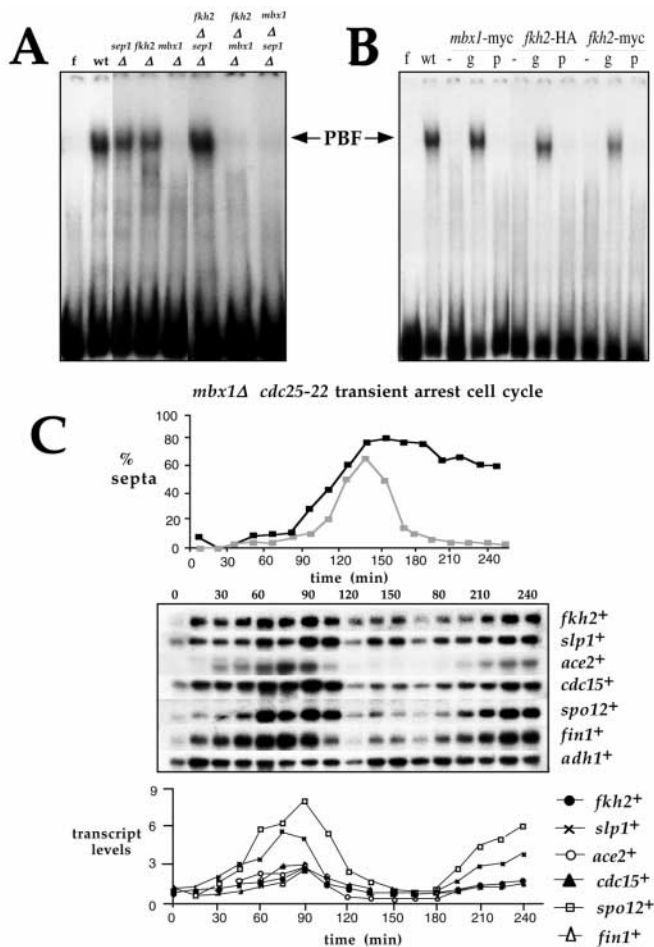 A
B
f wt sep1 Δ fkh2 Δ mbx1 Δ fkh2 Δ sep1 Δ fkh2 Δ mbx1 Δ mbx1 Δ sep1 Δ
mbx1-myc fkh2-HA fkh2-myc
f wt - g p - g p - g p
PBF
mbx1Δ cdc25-22 transient arrest cell cycle
C
% septa
100
80
60
40
20
0
0 30 60 90 120 150 180 210 240
time (min)
0 30 60 90 120 150 80 210 240
fkh2+
slp1+
ace2+
cdc15+
spo12+
fin1+
adh1+
transcript levels
9
6
3
0
0 30 60 90 120 150 180 210 240
time (min)
fkh2+
slp1+
ace2+
cdc15+
spo12+
fin1+